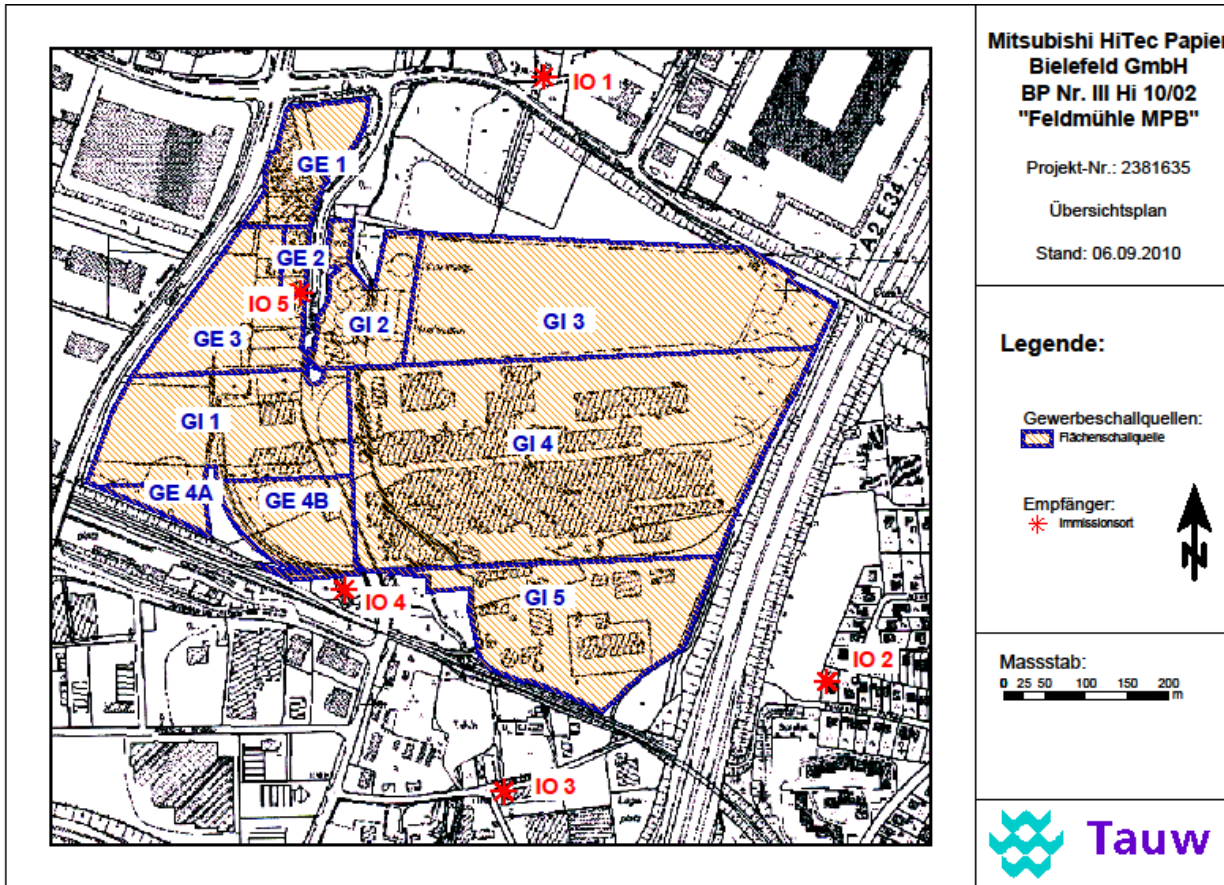 IO 1
GE 1
GE 2
IO 5
GE 3
GI 2
GI 3
GI 1
GI 4
GE 4A
GE 4B
IO 4
GI 5
IO 2
IO 3
A 2 E34
Mitsubishi HiTec Papier
Bielefeld GmbH
BP Nr. III Hi 10/02
"Feldmühle MPB"
Projekt-Nr.: 2381635
Übersichtsplan
Stand: 06.09.2010
Legende:
Gewerbeschallquellen:
Flächenschallquelle
Empfänger:
Immissionsort
N
Massstab:
0 25 50 100 150 200
m
Tauw